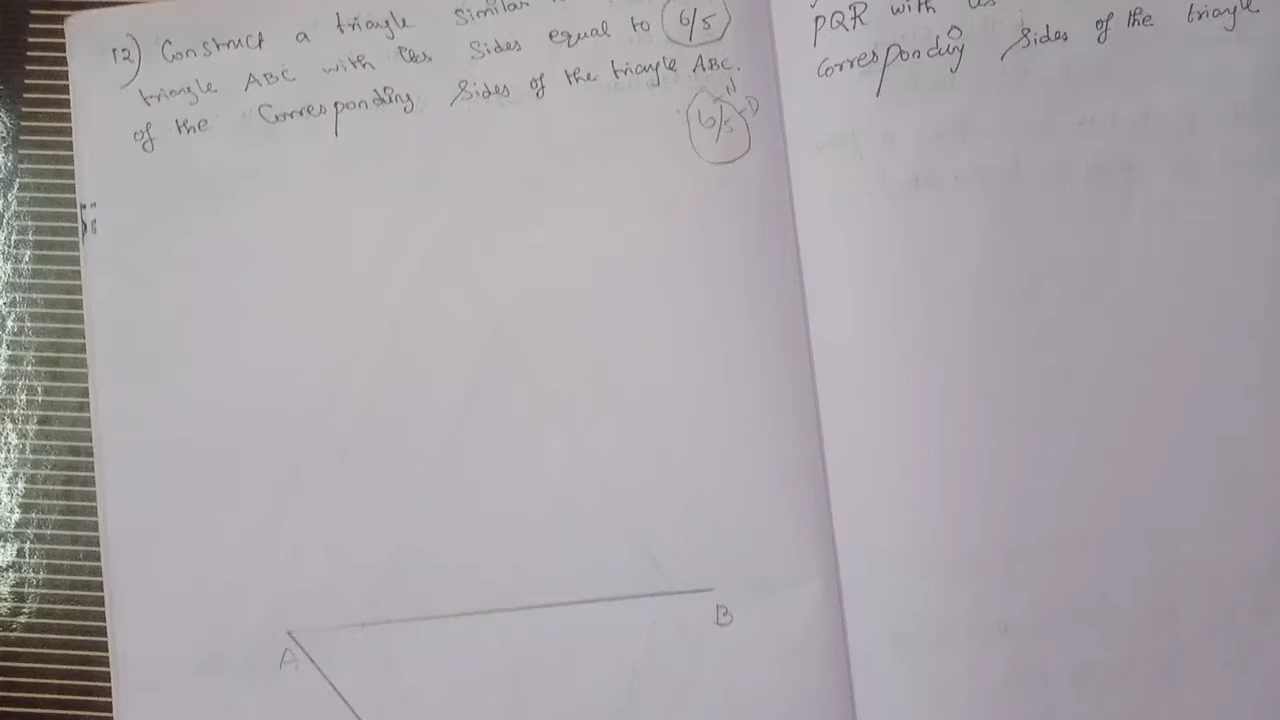 12) Construct a triangle similar
triangle ABC with its sides equal to 6/5
of the Corresponding sides of the triangle ABC.
6/5
A
B
PQR with
Corresponding sides of the triangle